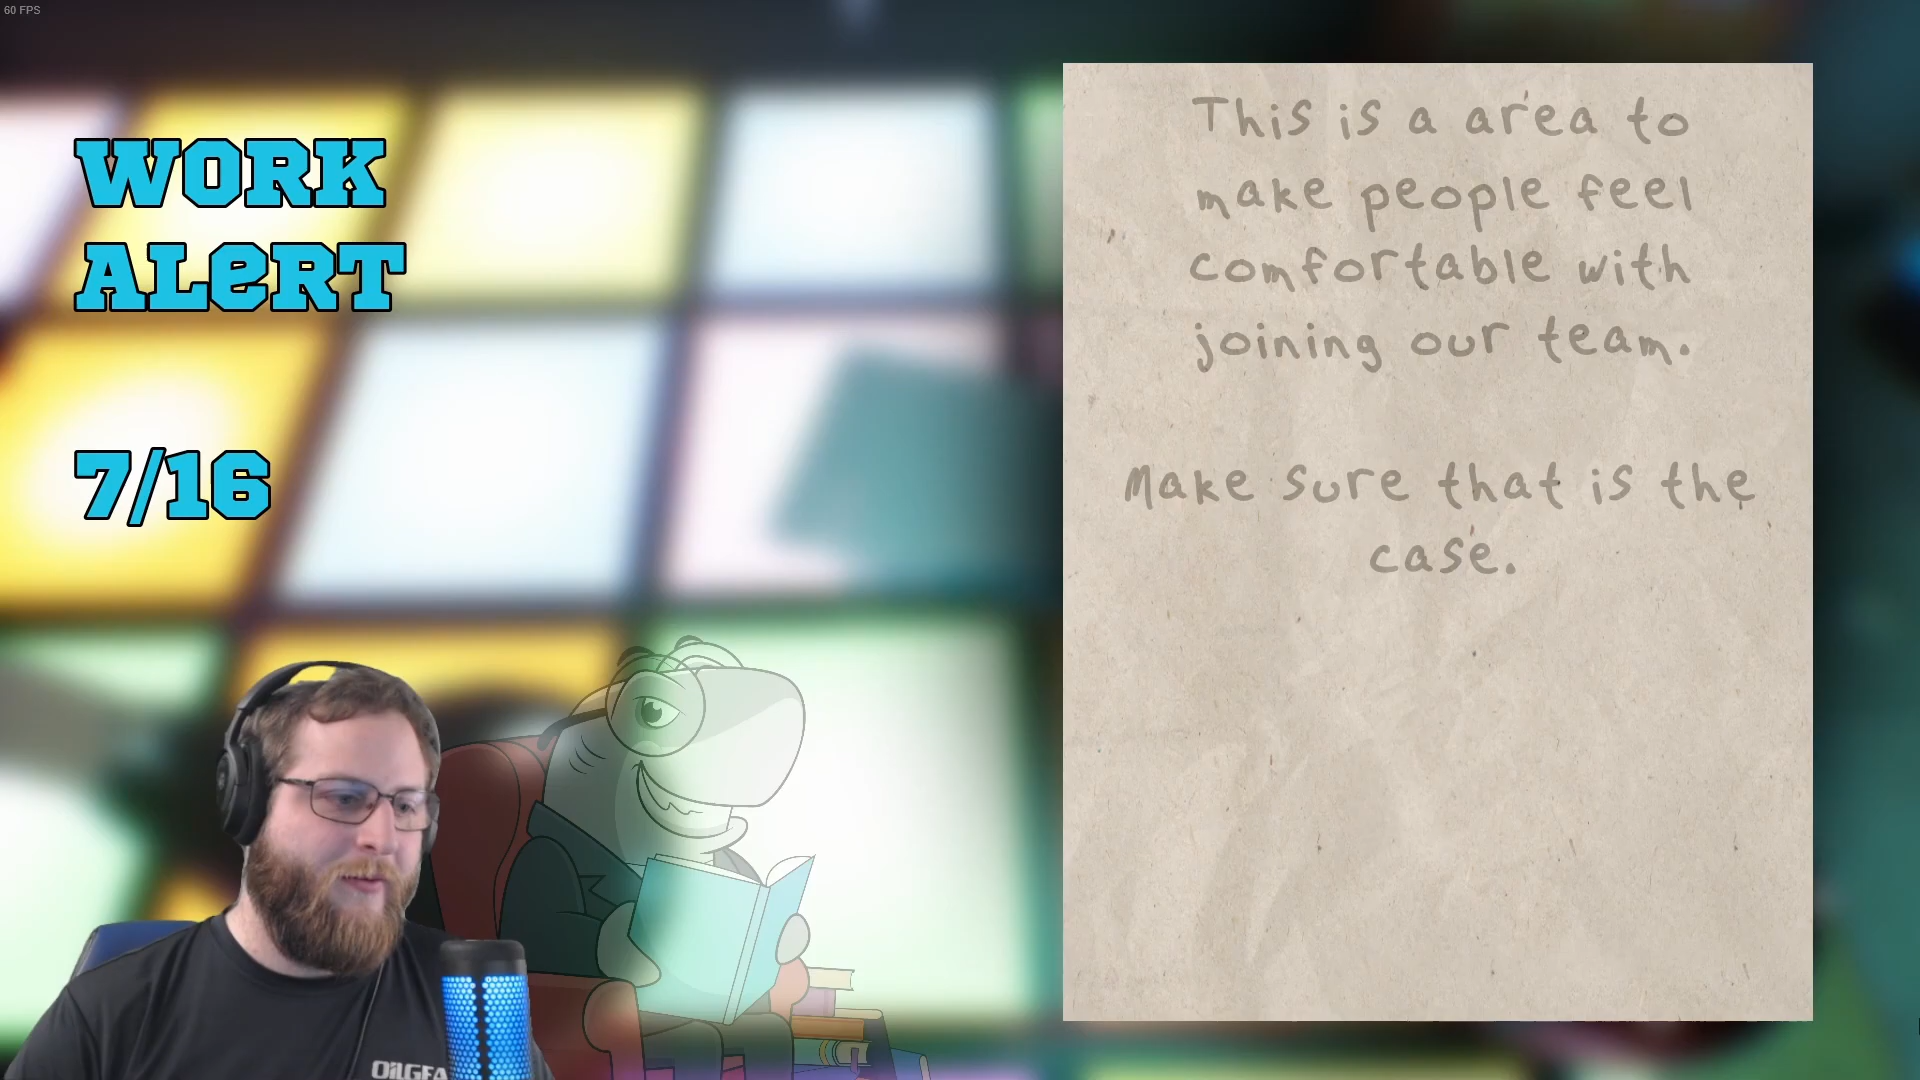 60 FPS
WORK
ALERT
7/16
This is a area to
make people feel
comfortable with
joining our team.
Make sure that is the
case.